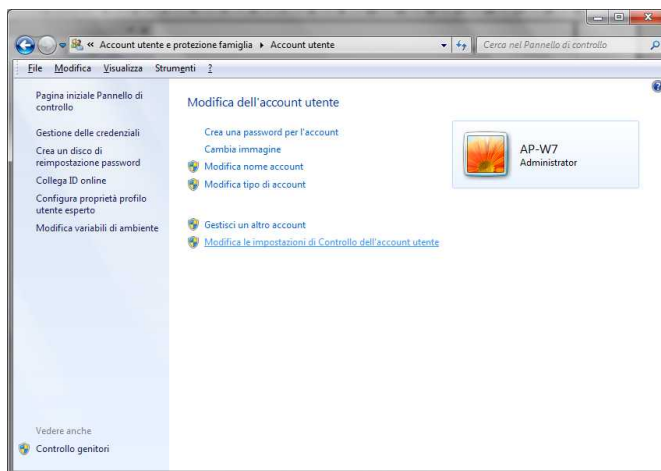 « Account utente e protezione famiglia ▸ Account utente
Cerca nel Pannello di controllo
File Modifica Visualizza Strumenti ?
Pagina iniziale Pannello di
controllo
Gestione delle credenziali
Crea un disco di
reimpostazione password
Collega ID online
Configura proprietà profilo
utente esperto
Modifica variabili di ambiente
Vedere anche
Controllo genitori
Modifica dell'account utente
Crea una password per l'account
Cambia immagine
Modifica nome account
Modifica tipo di account
Gestisci un altro account
Modifica le impostazioni di Controllo dell'account utente
AP-W7
Administrator